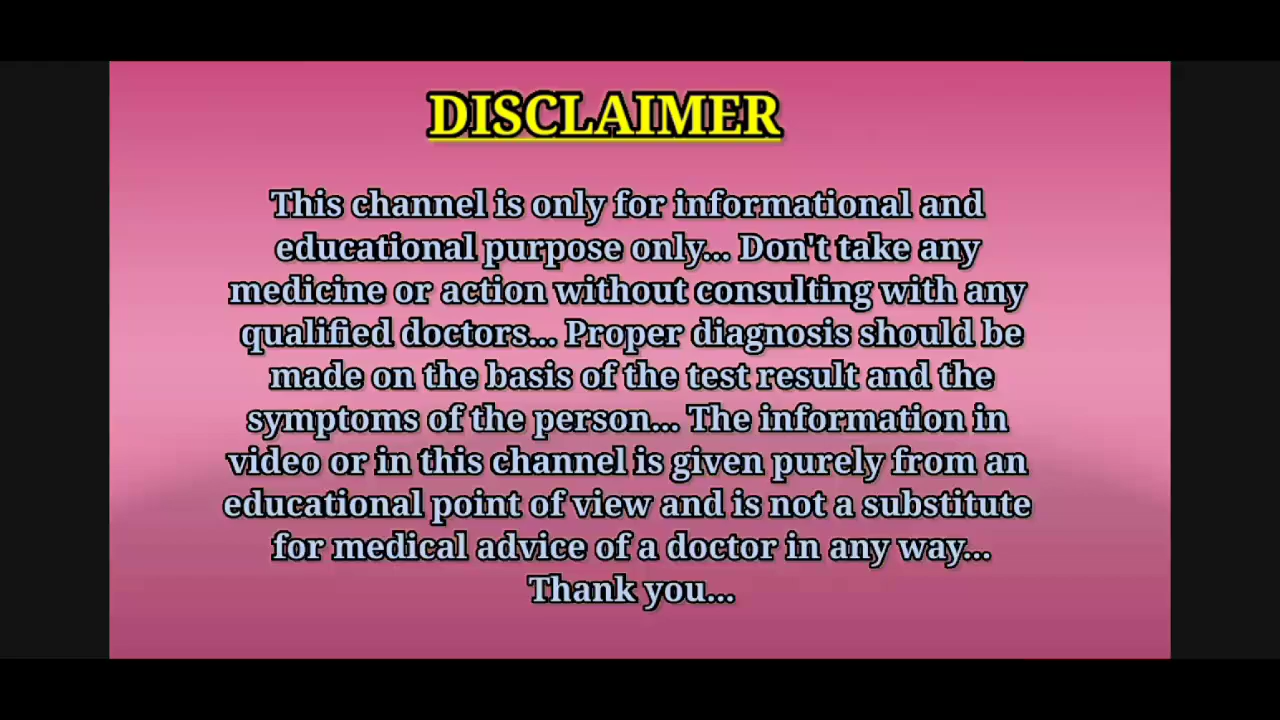 DISCLAIMER
This channel is only for informational and
educational purpose only... Don't take any
medicine or action without consulting with any
qualified doctors... Proper diagnosis should be
made on the basis of the test result and the
symptoms of the person... The information in
video or in this channel is given purely from an
educational point of view and is not a substitute
for medical advice of a doctor in any way...
Thank you...